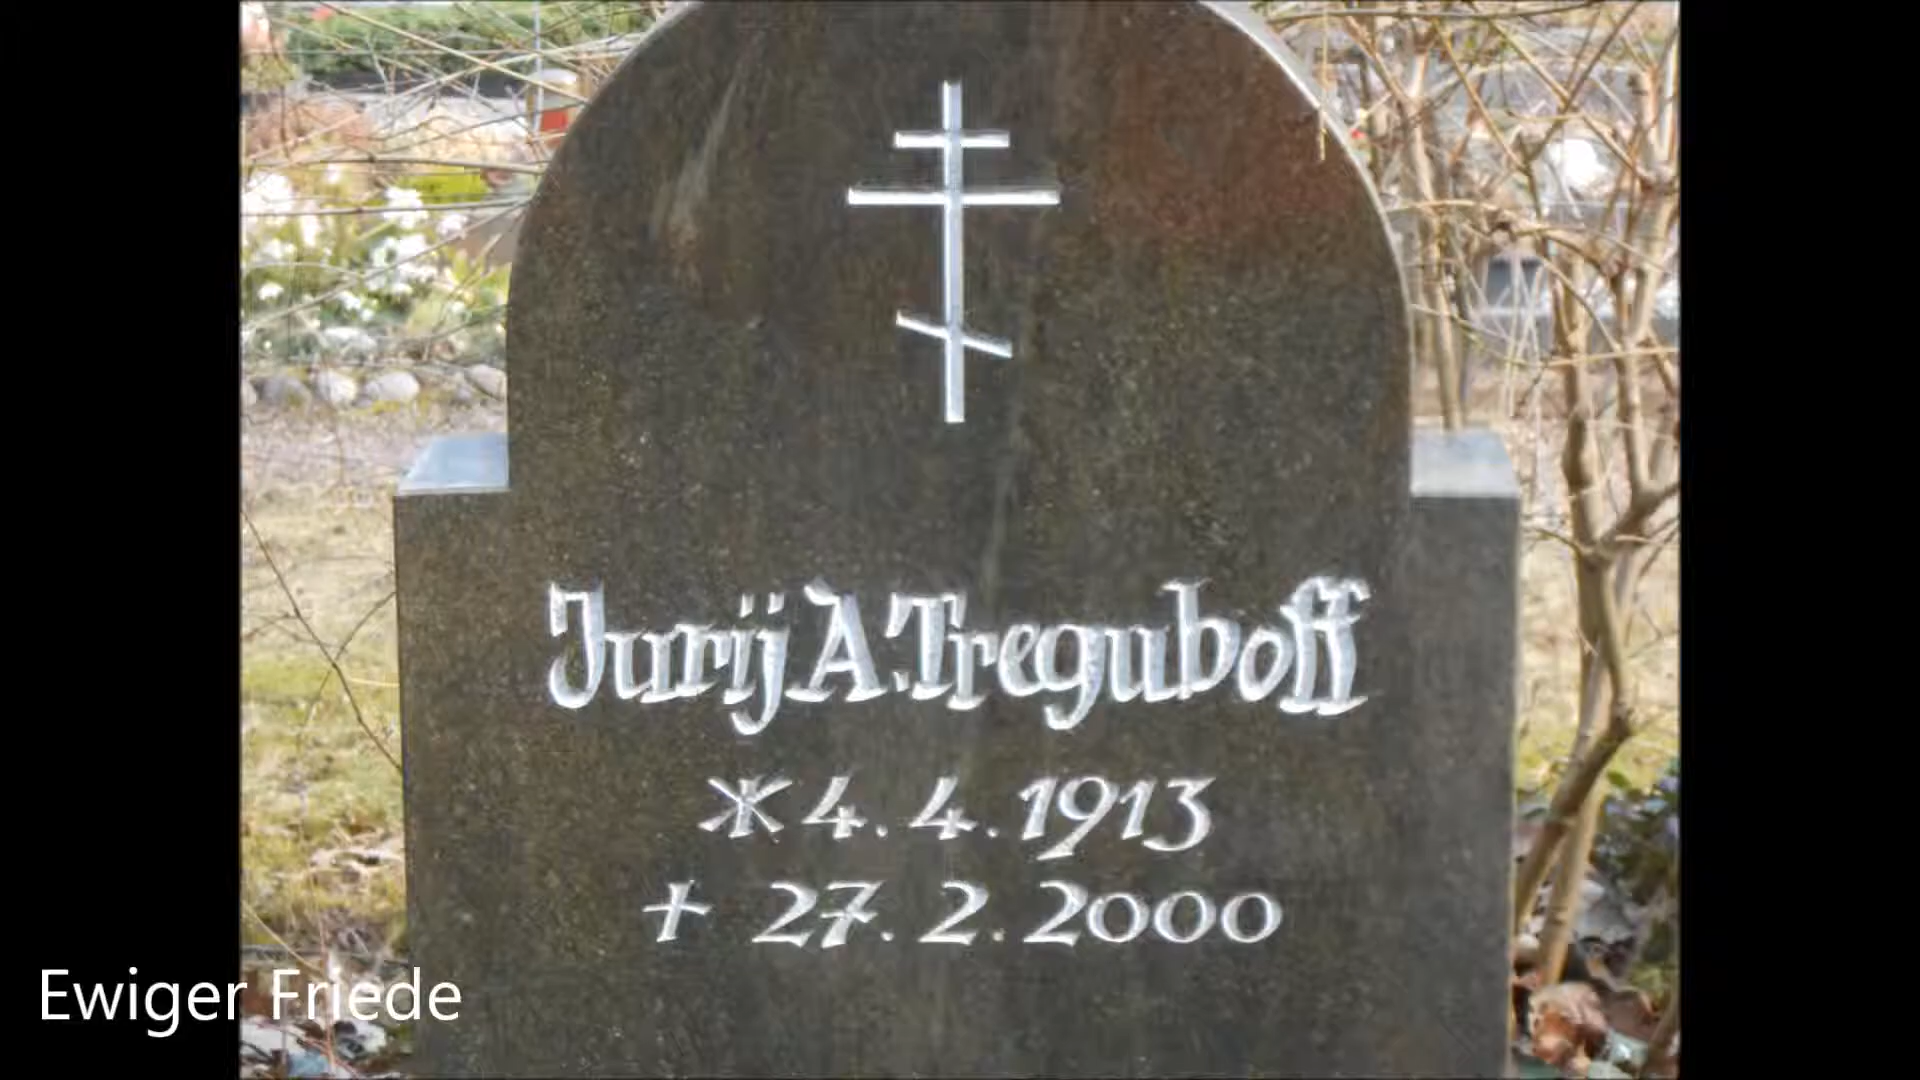 Jurij A. Treguboff
* 4. 4. 1913
† 27. 2. 2000
Ewiger Friede